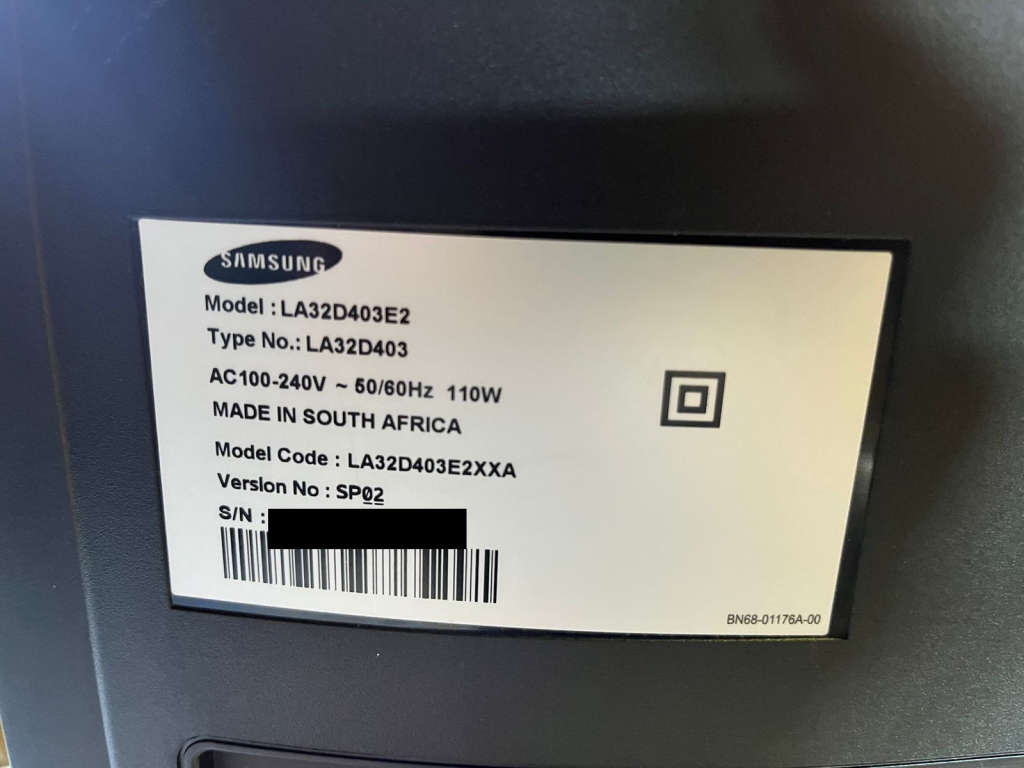 SAMSUNG
Model : LA32D403E2
Type No.: LA32D403
AC100-240V ~ 50/60Hz 110W
MADE IN SOUTH AFRICA
Model Code : LA32D403E2XXA
Version No : SP02
S/N :
BN68-01176A-00